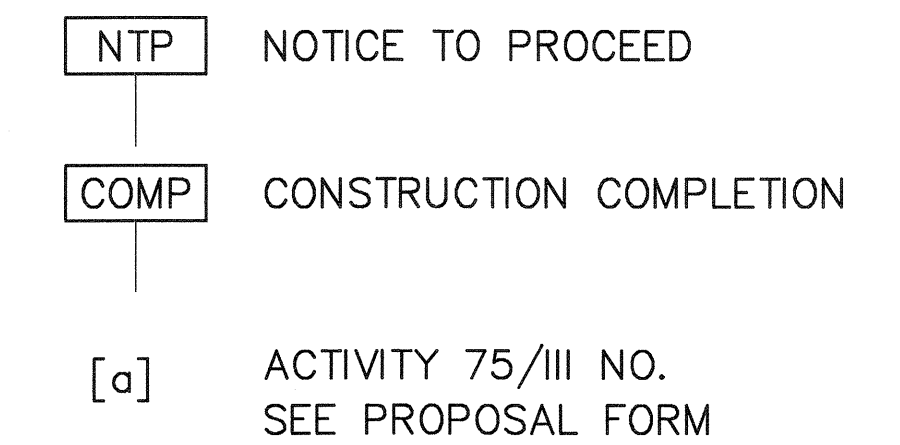 NTP NOTICE TO PROCEED
COMP CONSTRUCTION COMPLETION
[a] ACTIVITY 75/III NO.
SEE PROPOSAL FORM